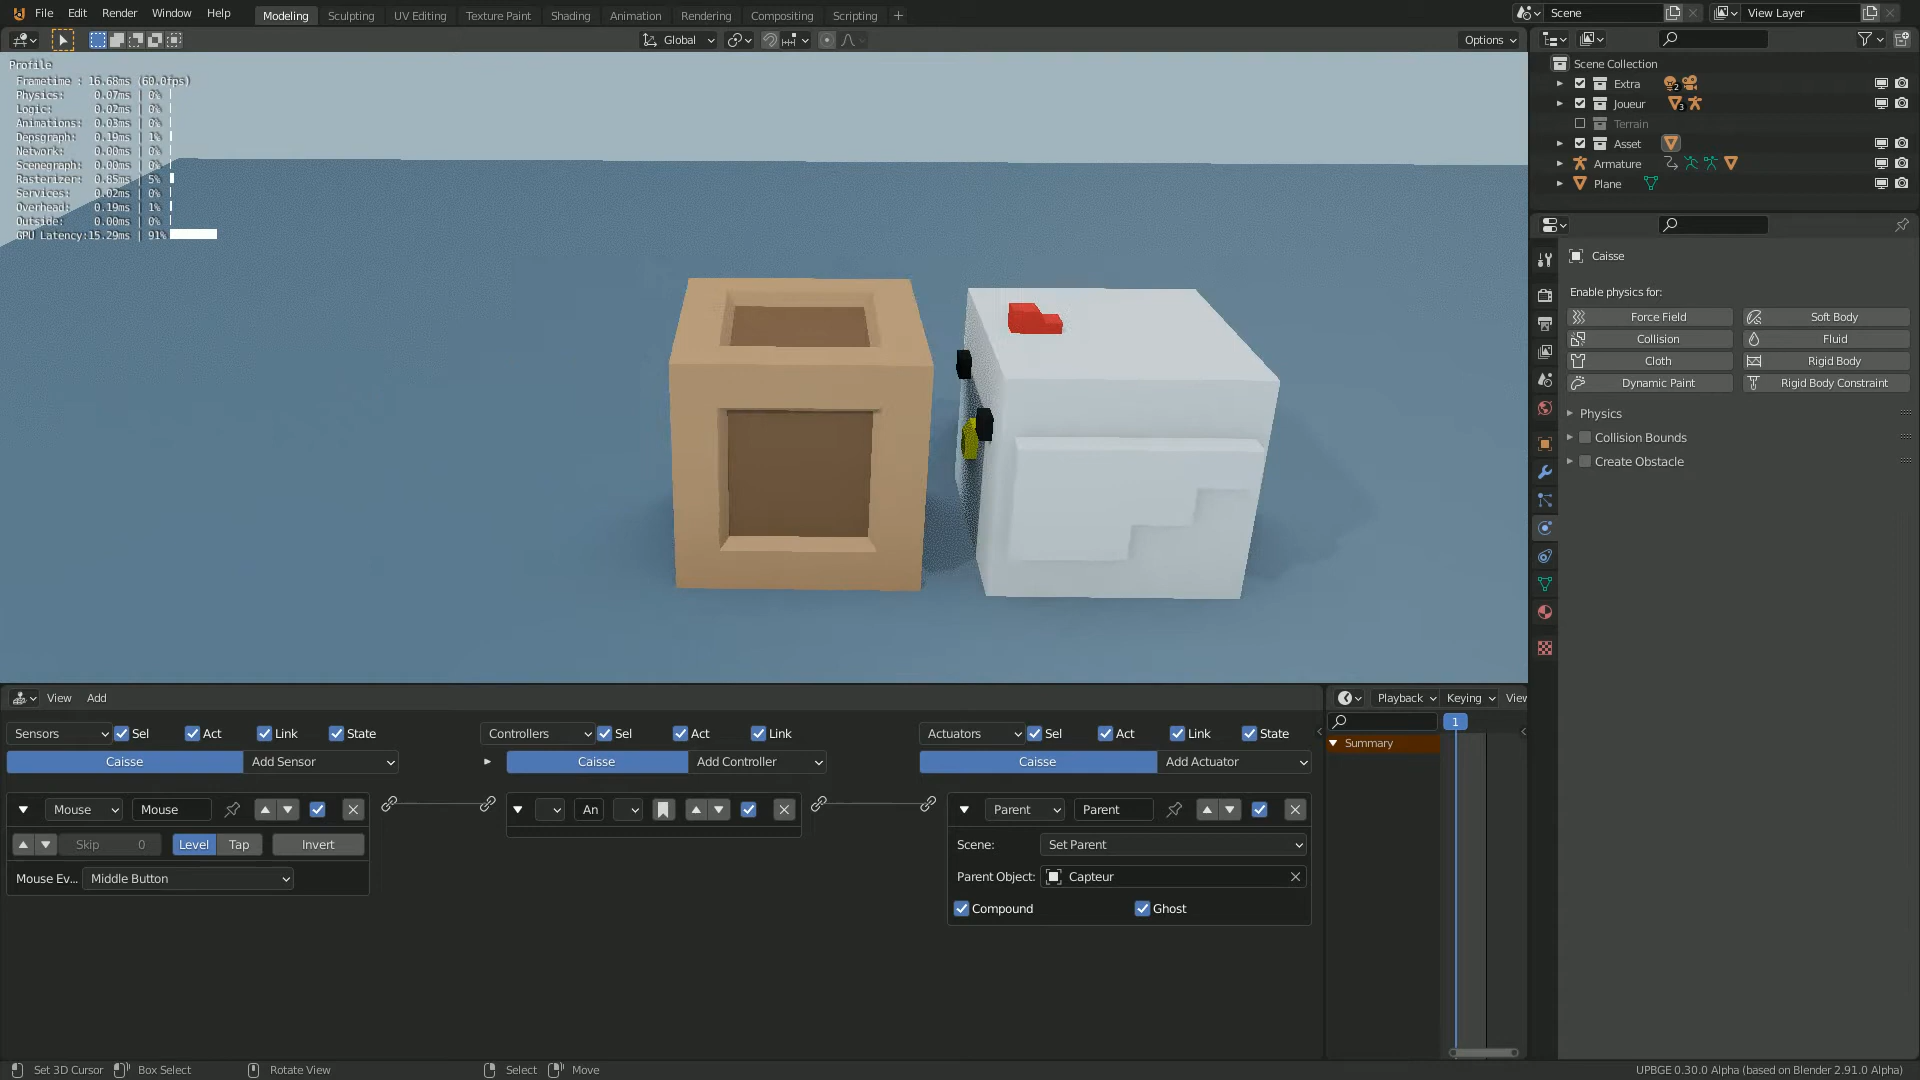 File Edit Render Window Help Modeling Sculpting UV Editing Texture Paint Shading Animation Rendering Compositing Scripting + Scene View Layer
Global Options
Profile
Frametime : 16.68ms (60.0fps)
Physics: 0.07ms | 0%
Logic: 0.02ms | 0%
Animations: 0.03ms | 0%
Depsgraph: 0.19ms | 1%
Network: 0.00ms | 0%
Scenegraph: 0.00ms | 0%
Rasterizer: 0.85ms | 5%
Services: 0.02ms | 0%
Overhead: 0.19ms | 1%
Outside: 0.00ms | 0%
GPU Latency:15.29ms | 91%
Scene Collection
Extra 2
Joueur 3
Terrain
Asset
Armature
Plane
Caisse
Enable physics for:
Force Field Soft Body
Collision Fluid
Cloth Rigid Body
Dynamic Paint Rigid Body Constraint
Physics
Collision Bounds
Create Obstacle
View Add
Sensors Sel Act Link State Controllers Sel Act Link Actuators Sel Act Link State
Caisse Add Sensor Caisse Add Controller Caisse Add Actuator
Mouse Mouse An Parent Parent
Skip 0 Level Tap Invert
Mouse Ev... Middle Button
Scene: Set Parent
Parent Object: Capteur
Compound Ghost
Playback Keying View
1
Summary
Set 3D Cursor Box Select Rotate View Select Move UPBGE 0.30.0 Alpha (based on Blender 2.91.0 Alpha)